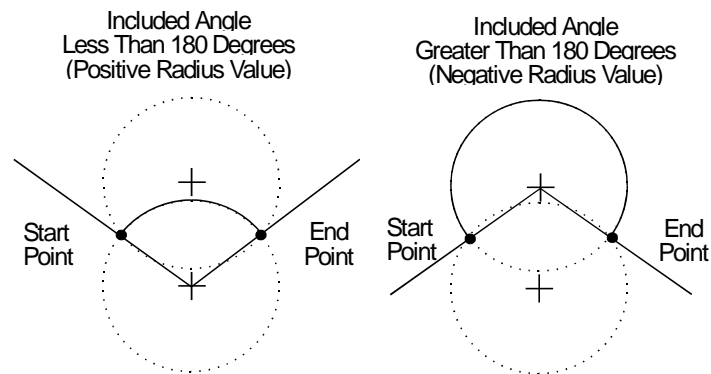 Included Angle
Less Than 180 Degrees
(Positive Radius Value)
Included Angle
Greater Than 180 Degrees
(Negative Radius Value)
Start
Point
End
Point
Start
Point
End
Point